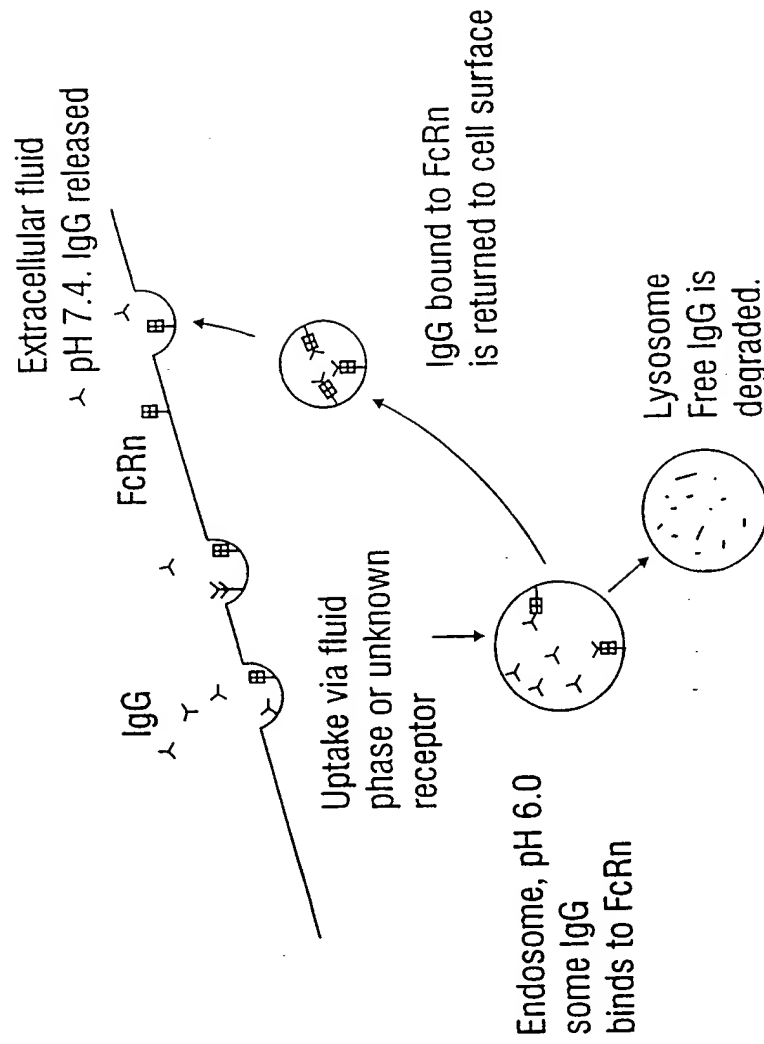 Extracellular fluid
pH 7.4. IgG released
FcRn
IgG
Uptake via fluid
phase or unknown
receptor
IgG bound to FcRn
is returned to cell surface
Endosome, pH 6.0
some IgG
binds to FcRn
Lysosome
Free IgG is
degraded.